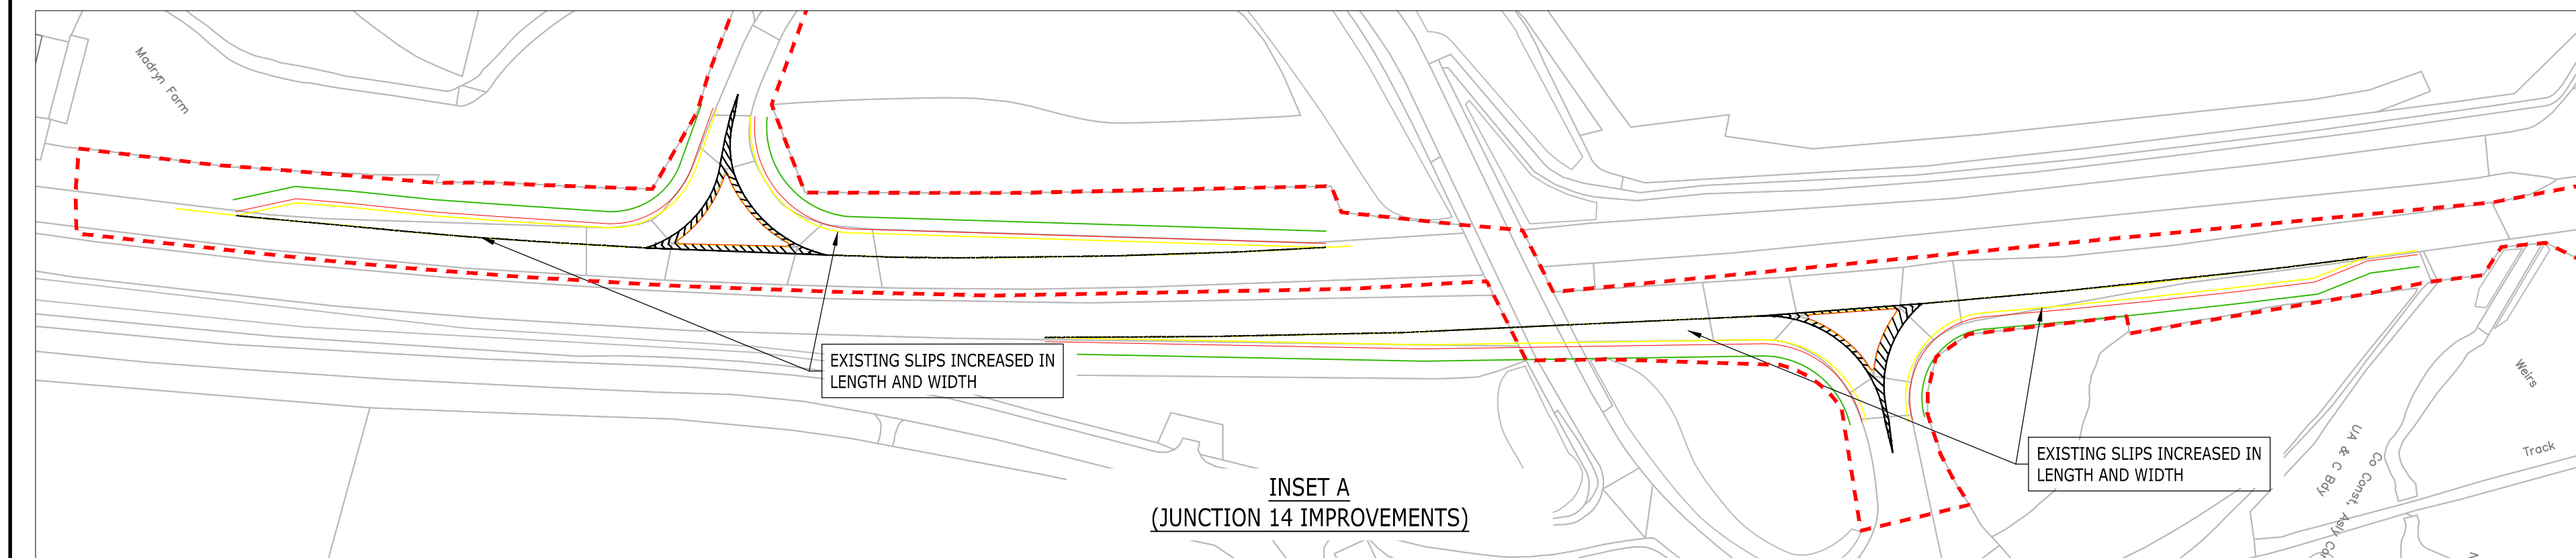 Madryn Farm
EXISTING SLIPS INCREASED IN
LENGTH AND WIDTH
INSET A
(JUNCTION 14 IMPROVEMENTS)
EXISTING SLIPS INCREASED IN
LENGTH AND WIDTH
Weirs
Track
UA & C Bdy
Co Const, Asly Co